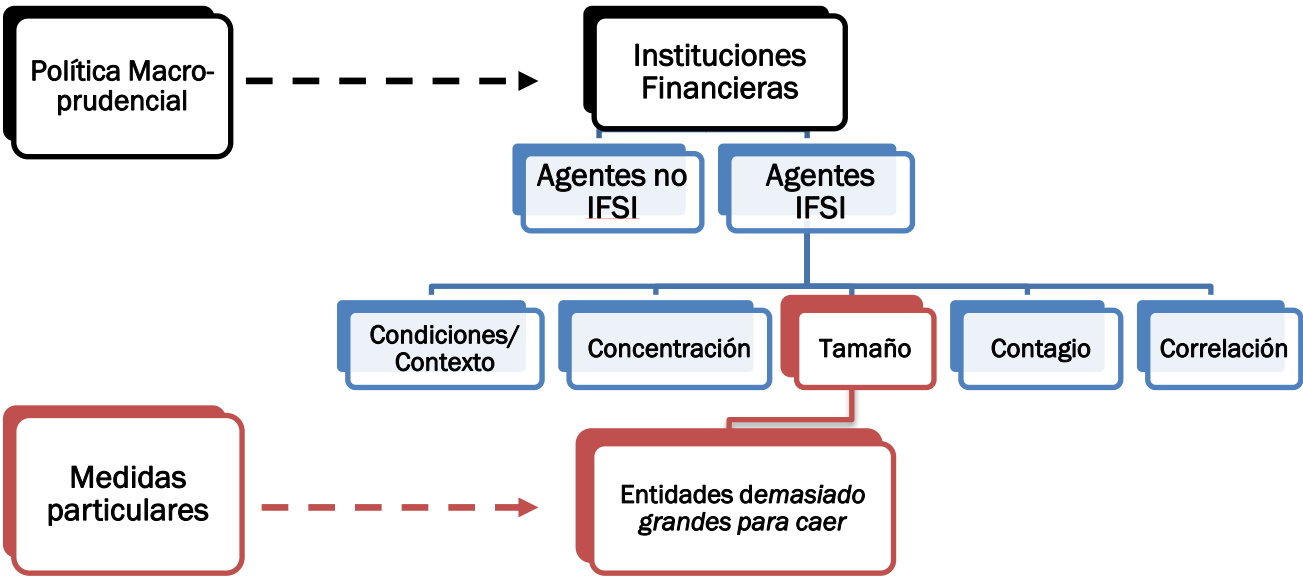 Política Macro-
prudencial
Instituciones
Financieras
Agentes no
IFSI
Agentes
IFSI
Condiciones/
Contexto
Concentración
Tamaño
Contagio
Correlación
Medidas
particulares
Entidades demasiado
grandes para caer